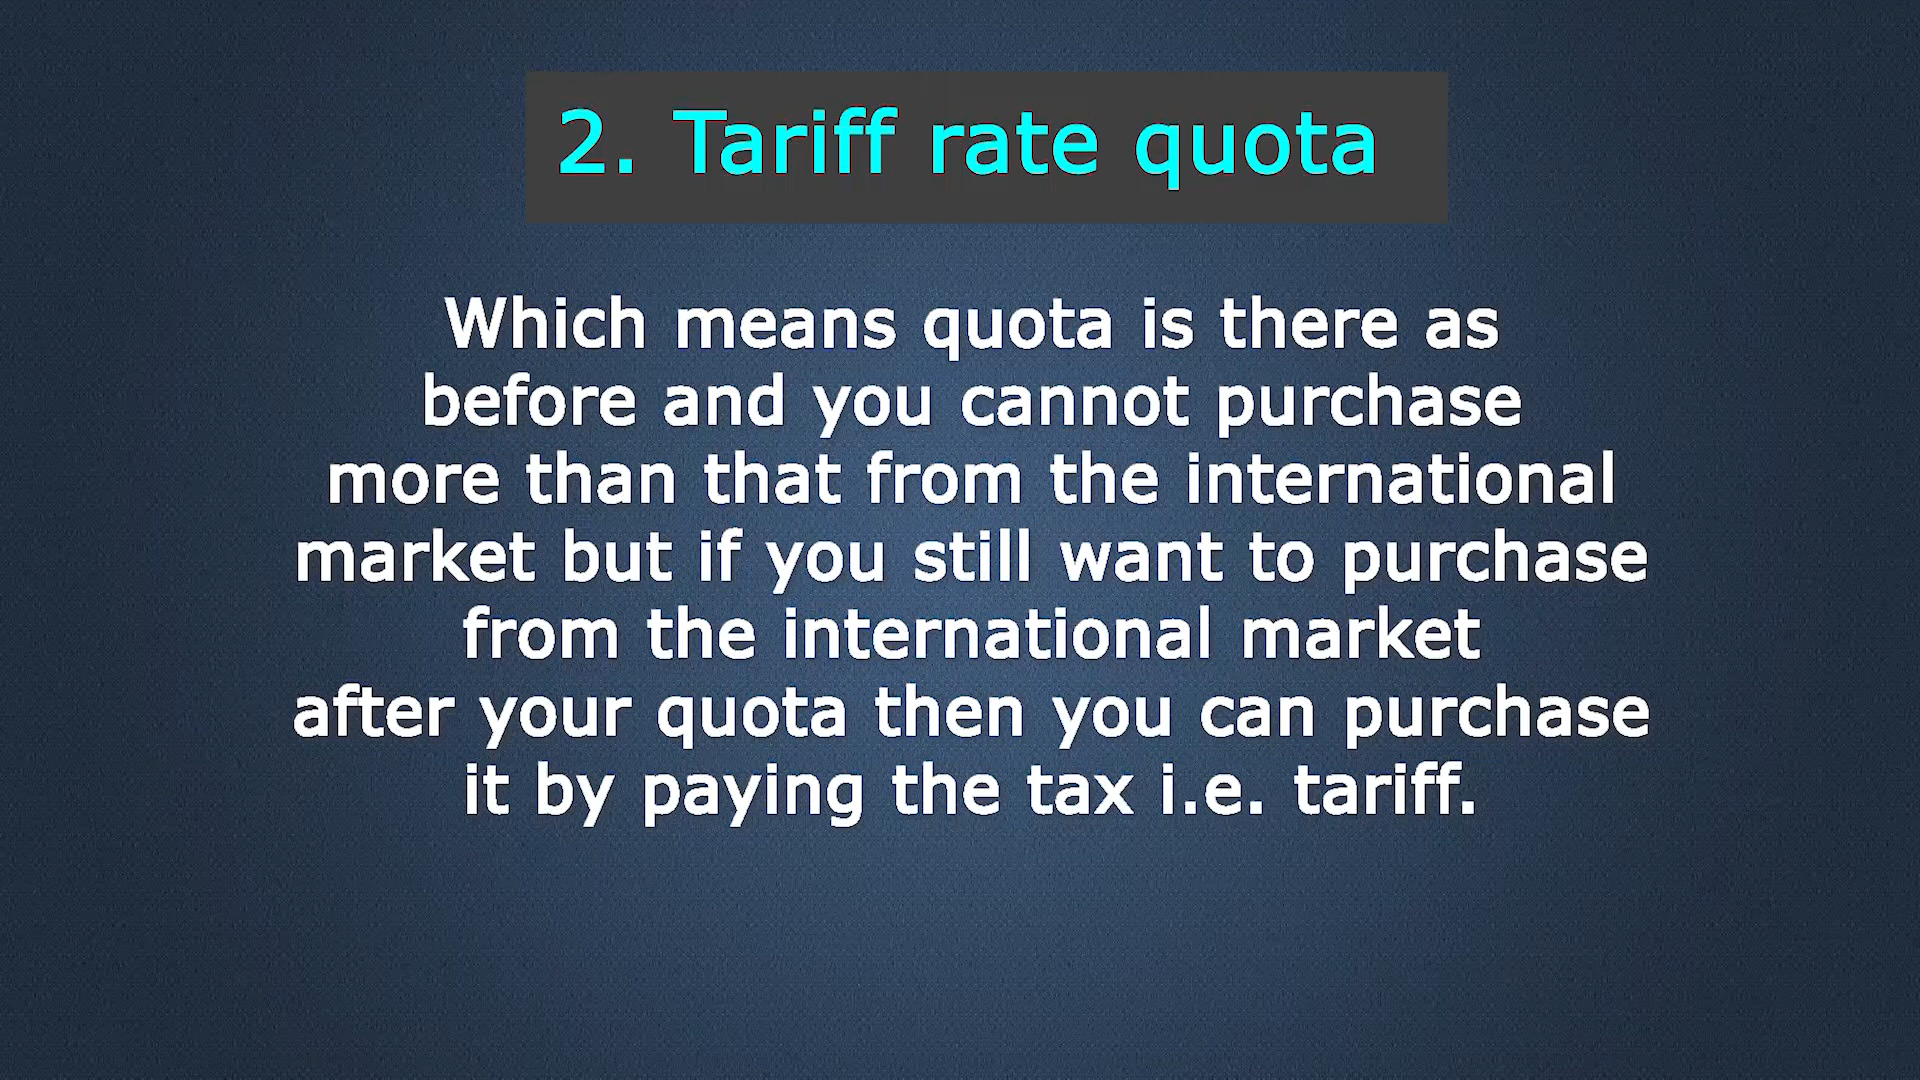 2. Tariff rate quota
Which means quota is there as
before and you cannot purchase
more than that from the international
market but if you still want to purchase
from the international market
after your quota then you can purchase
it by paying the tax i.e. tariff.